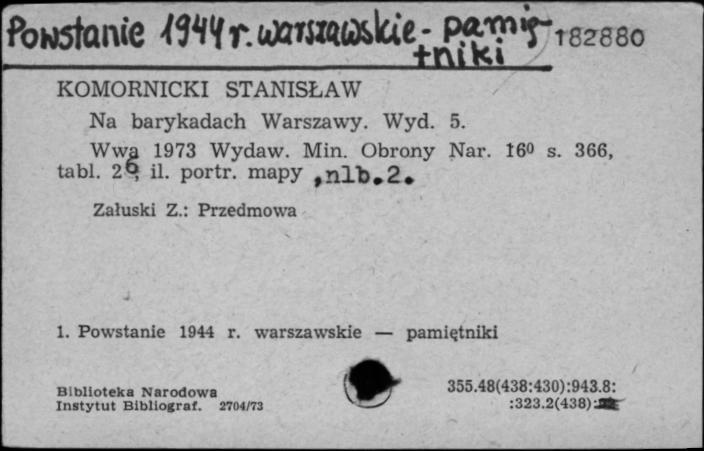 Powstanie 1944 r. warszawskie - pamię- 182880
tniki
KOMORNICKI STANISŁAW
Na barykadach Warszawy. Wyd. 5.
Wwa 1973 Wydaw. Min. Obrony Nar. 16⁰ s. 366,
tabl. 26, il. portr. mapy ,nlb.2.
Załuski Z.: Przedmowa
1. Powstanie 1944 r. warszawskie — pamiętniki
Biblioteka Narodowa
Instytut Bibliograf. 2704/73
355.48(438:430):943.8:
:323.2(438):